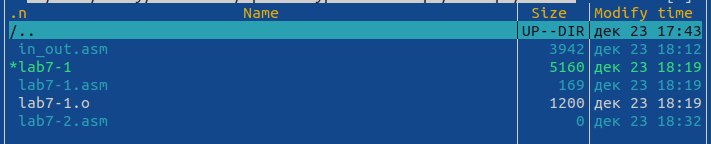 .n Name Size Modify time
/.. UP--DIR дек 23 17:43
in_out.asm 3942 дек 23 18:12
*lab7-1 5160 дек 23 18:19
lab7-1.asm 169 дек 23 18:19
lab7-1.o 1200 дек 23 18:19
lab7-2.asm 0 дек 23 18:32